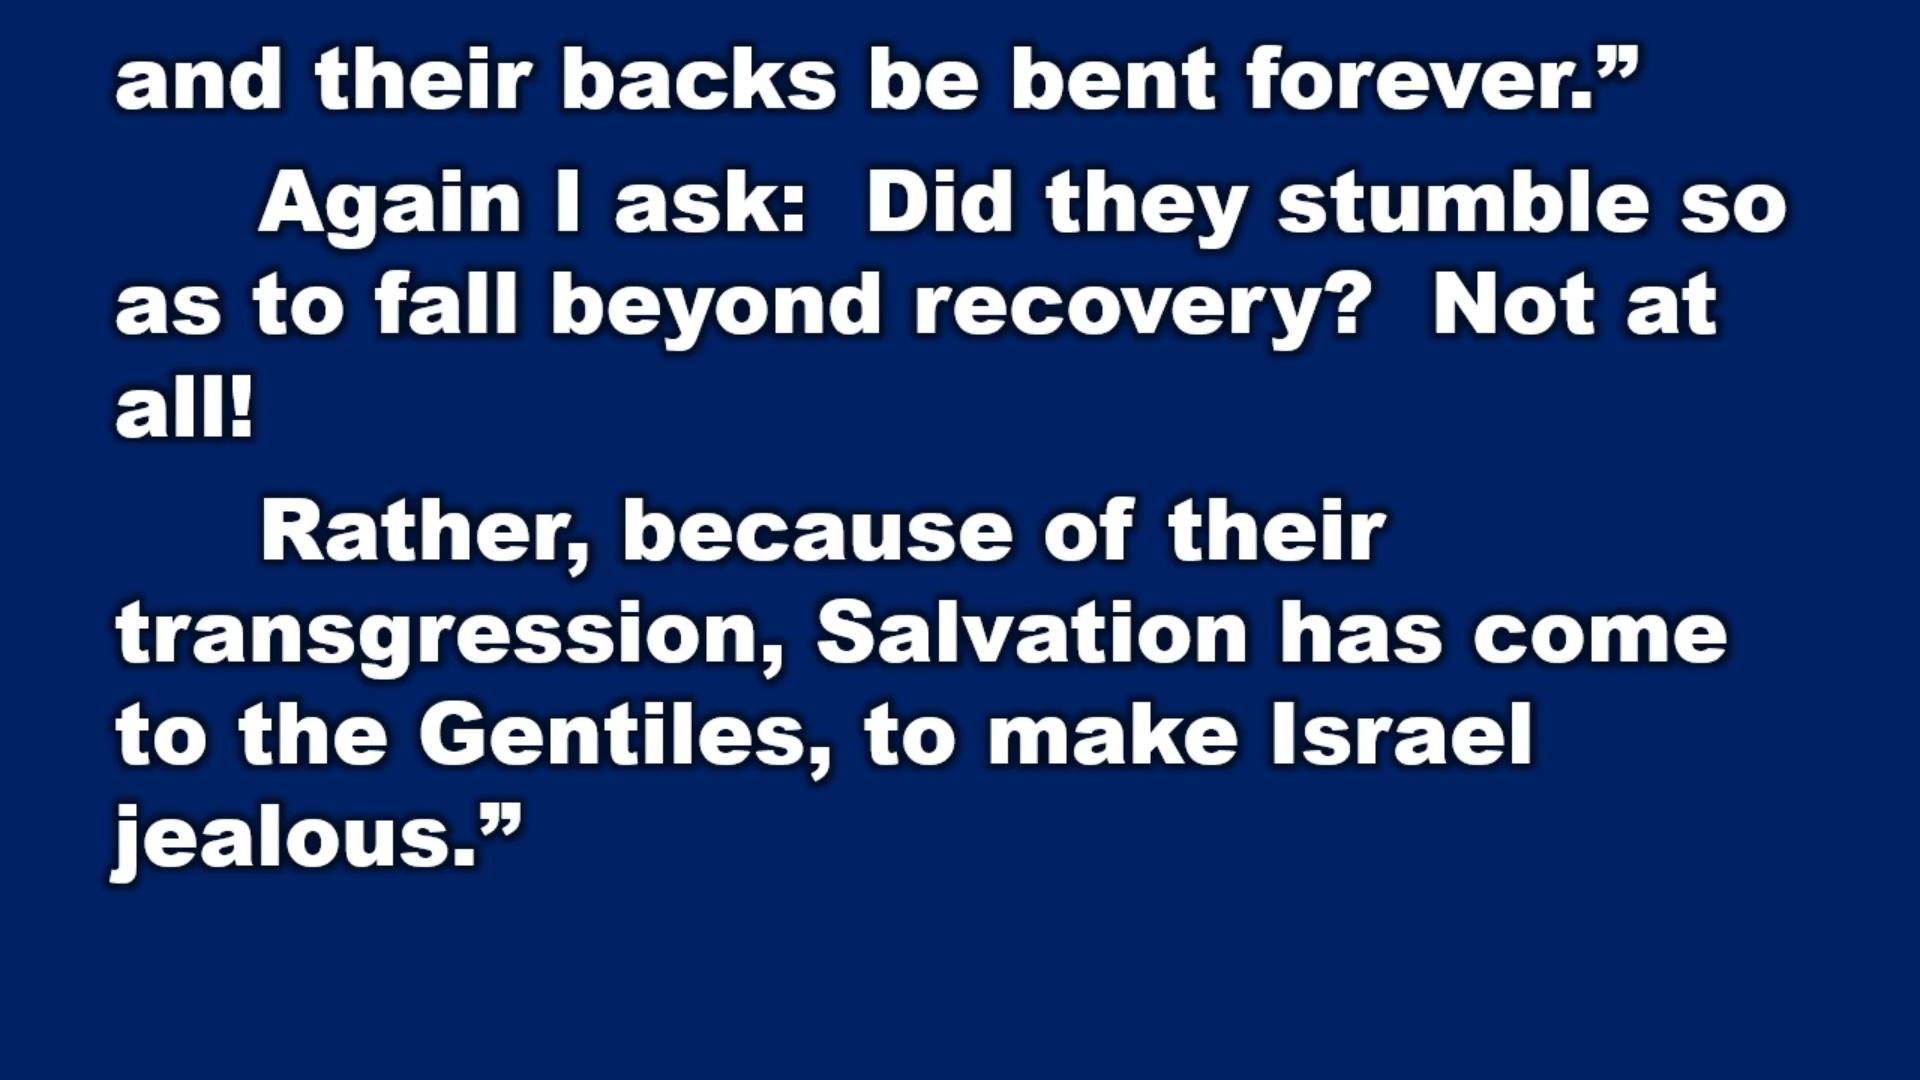 and their backs be bent forever.”
Again I ask:  Did they stumble so
as to fall beyond recovery?  Not at
all!
Rather, because of their
transgression, Salvation has come
to the Gentiles, to make Israel
jealous.”